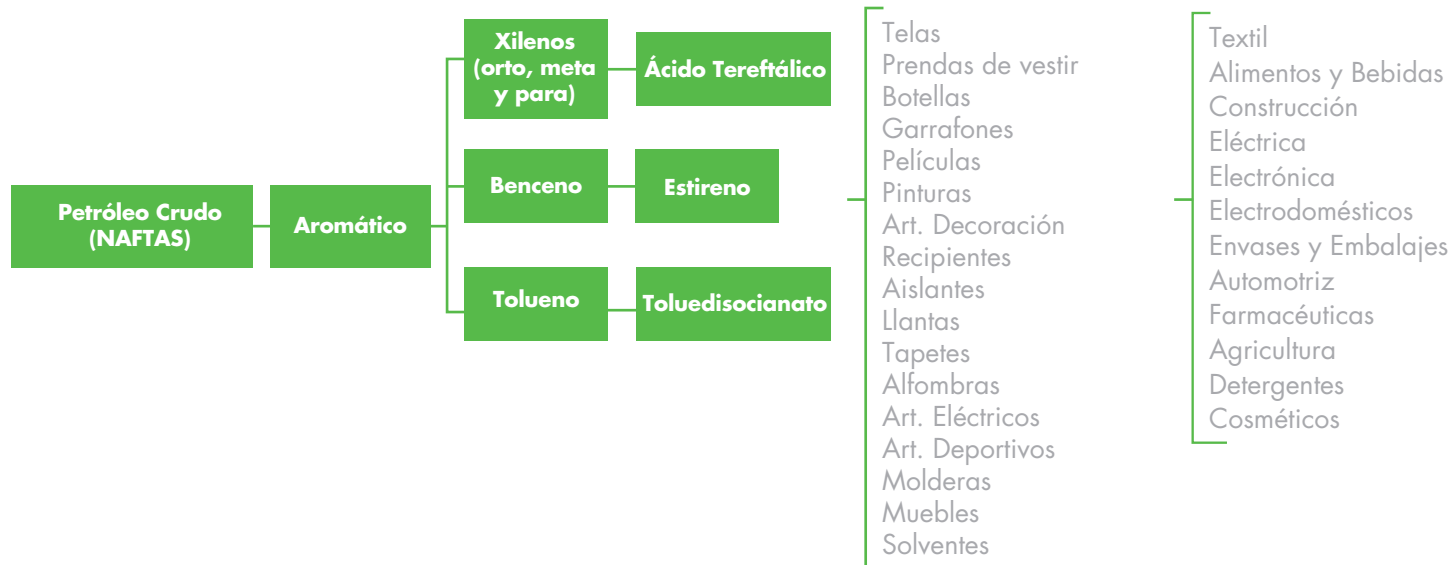 Petróleo Crudo
(NAFTAS)
Aromático
Xilenos
(orto, meta
y para)
Ácido Tereftálico
Benceno
Estireno
Tolueno
Toluedisocianato
Telas
Prendas de vestir
Botellas
Garrafones
Películas
Pinturas
Art. Decoración
Recipientes
Aislantes
Llantas
Tapetes
Alfombras
Art. Eléctricos
Art. Deportivos
Molderas
Muebles
Solventes
Textil
Alimentos y Bebidas
Construcción
Eléctrica
Electrónica
Electrodomésticos
Envases y Embalajes
Automotriz
Farmacéuticas
Agricultura
Detergentes
Cosméticos